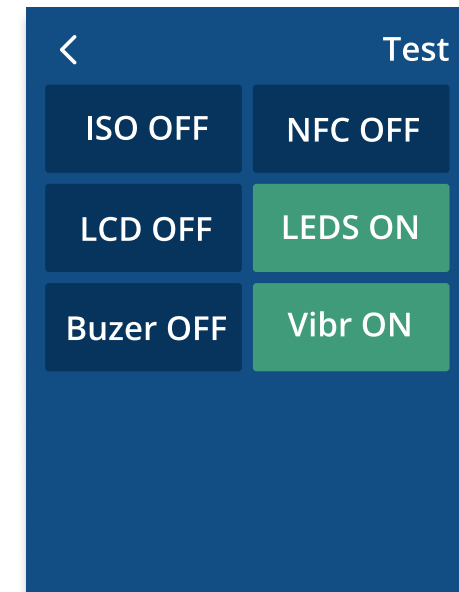 Test
ISO OFF
NFC OFF
LCD OFF
LEDS ON
Buzer OFF
Vibr ON